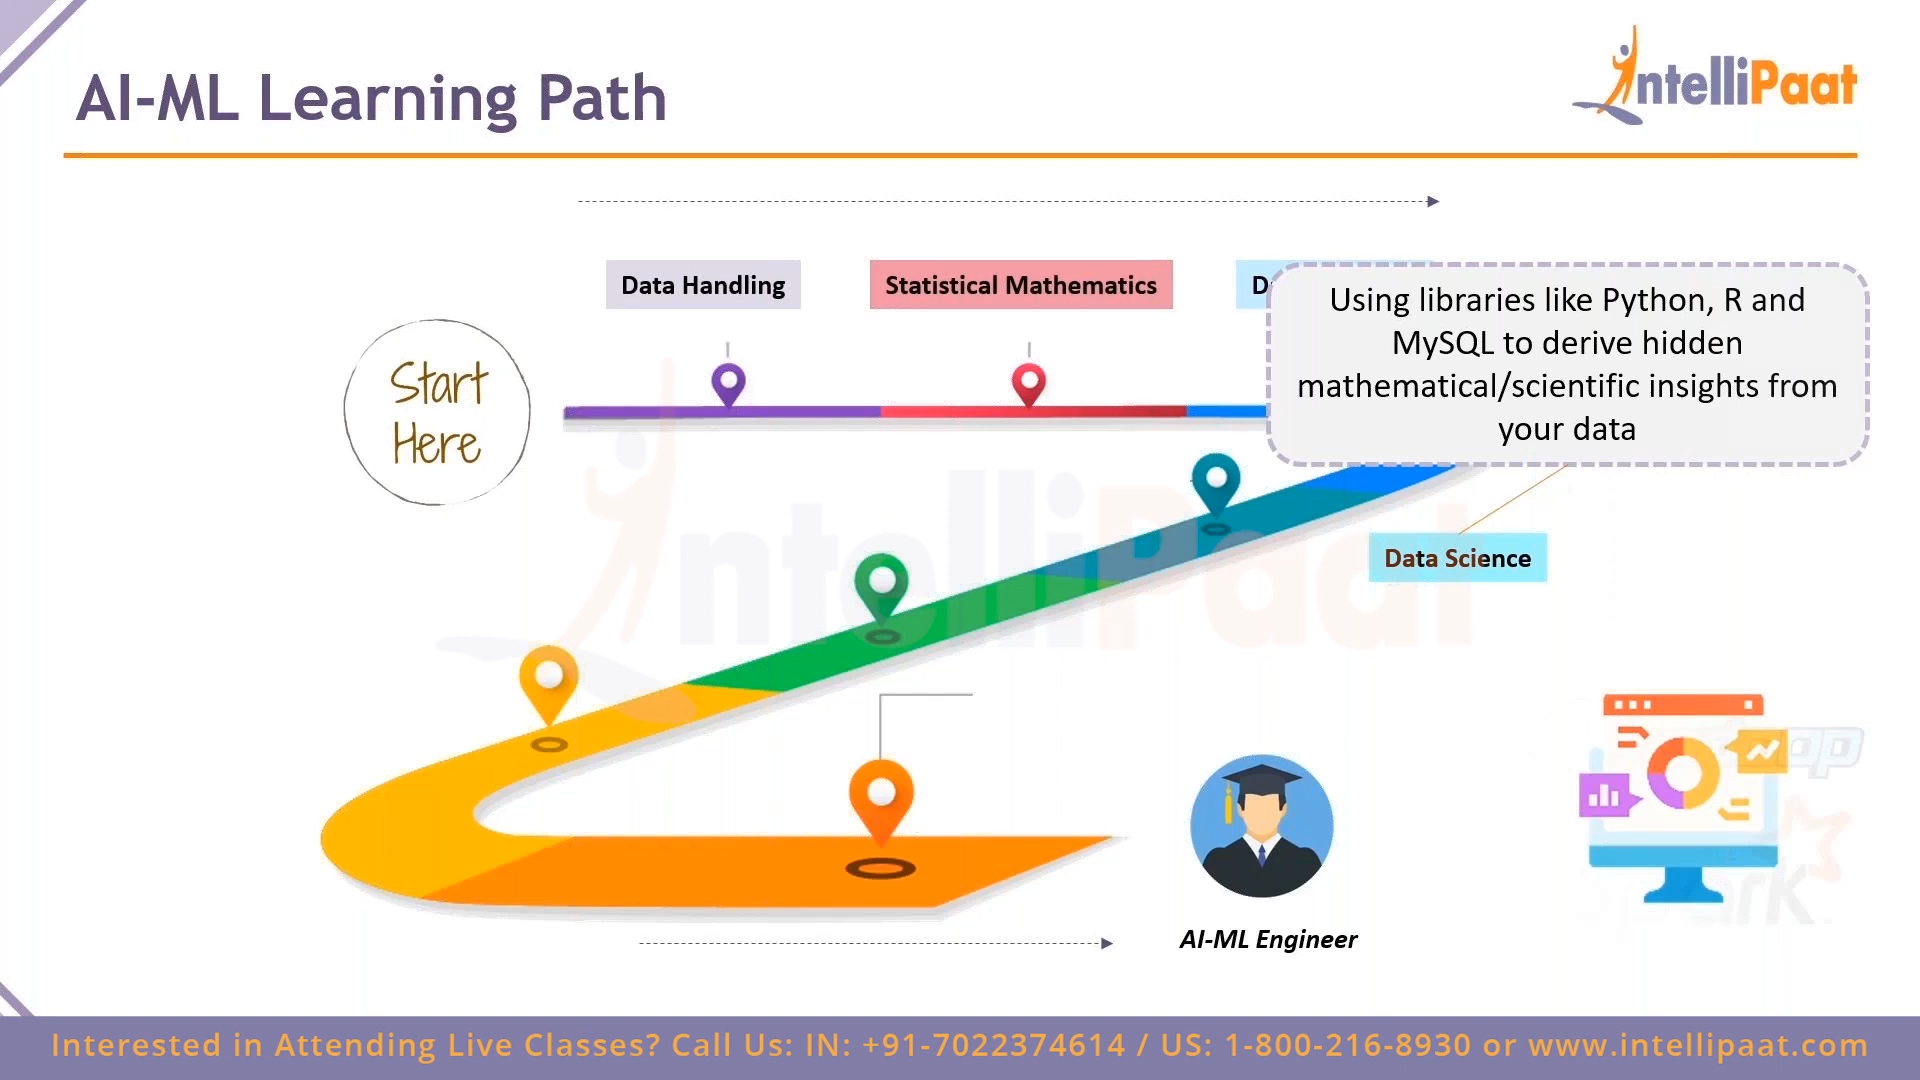 AI-ML Learning Path
IntelliPaat
Data Handling
Statistical Mathematics
Using libraries like Python, R and
MySQL to derive hidden
mathematical/scientific insights from
your data
Start
Here
IntelliPaat
Data Science
AI-ML Engineer
Interested in Attending Live Classes? Call Us: IN: +91-7022374614 / US: 1-800-216-8930 or www.intellipaat.com